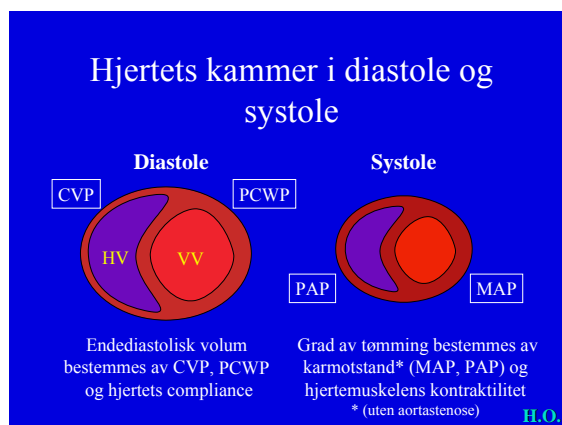 Hjertets kammer i diastole og
systole
Diastole
CVP
PCWP
HV
VV
Endediastolisk volum
bestemmes av CVP, PCWP
og hjertets compliance
Systole
PAP
MAP
Grad av tømming bestemmes av
karmotstand* (MAP, PAP) og
hjertemuskelens kontraktilitet
* (uten aortastenose)
H.O.